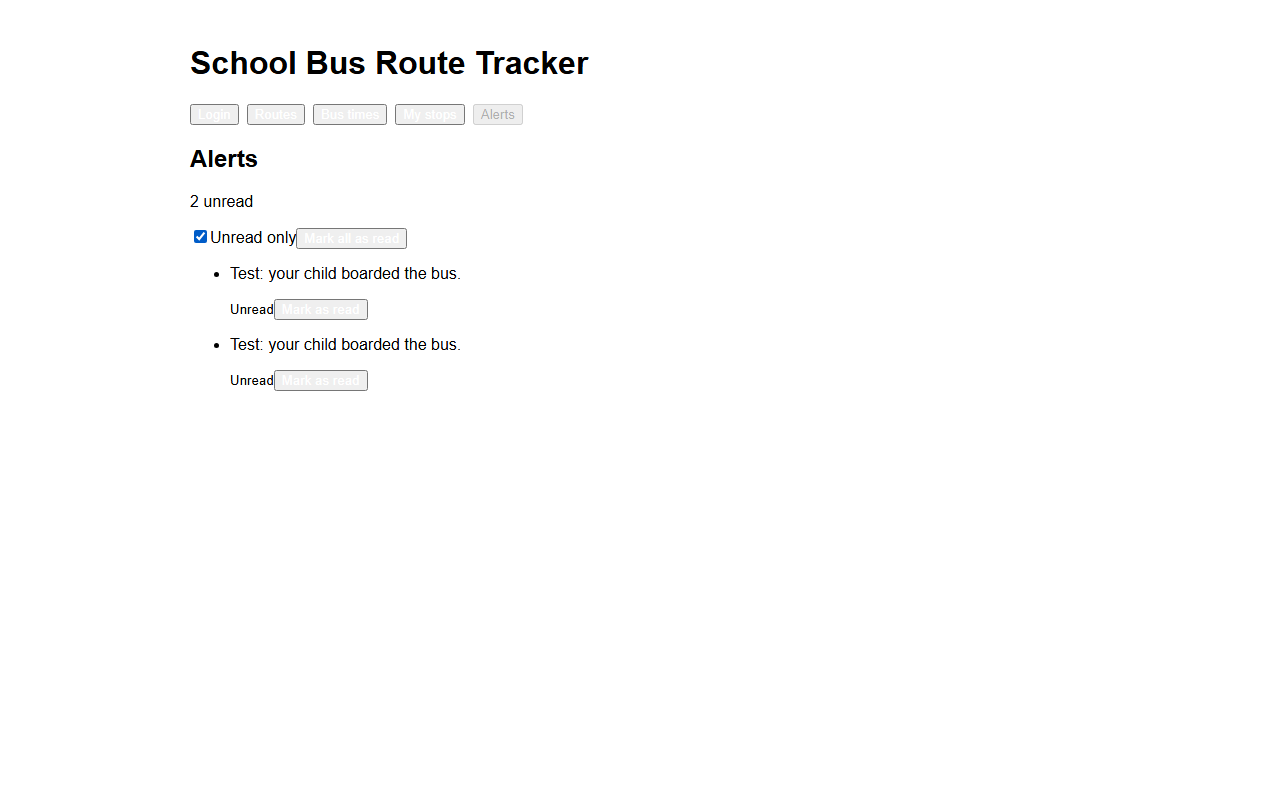 School Bus Route Tracker
Login Routes Bus times My stops Alerts
Alerts
2 unread
Unread only Mark all as read
Test: your child boarded the bus.
Unread Mark as read
Test: your child boarded the bus.
Unread Mark as read